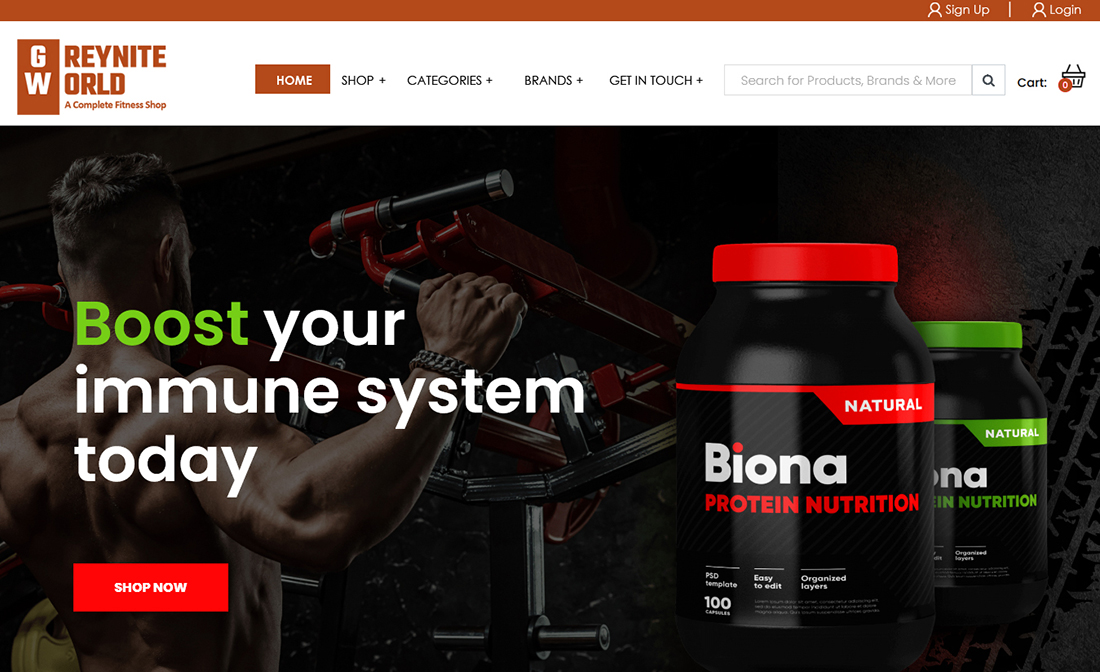 Sign Up | Login
G REYNITE
W ORLD
A Complete Fitness Shop
HOME SHOP + CATEGORIES + BRANDS + GET IN TOUCH + Search for Products, Brands & More Cart: 0
Boost your
immune system
today
SHOP NOW
NATURAL
Biona
PROTEIN NUTRITION
PSD
template
Easy
to edit
Organized
layers
100
CAPSULES
NATURAL
ona
EIN NUTRITION
Organized
layers